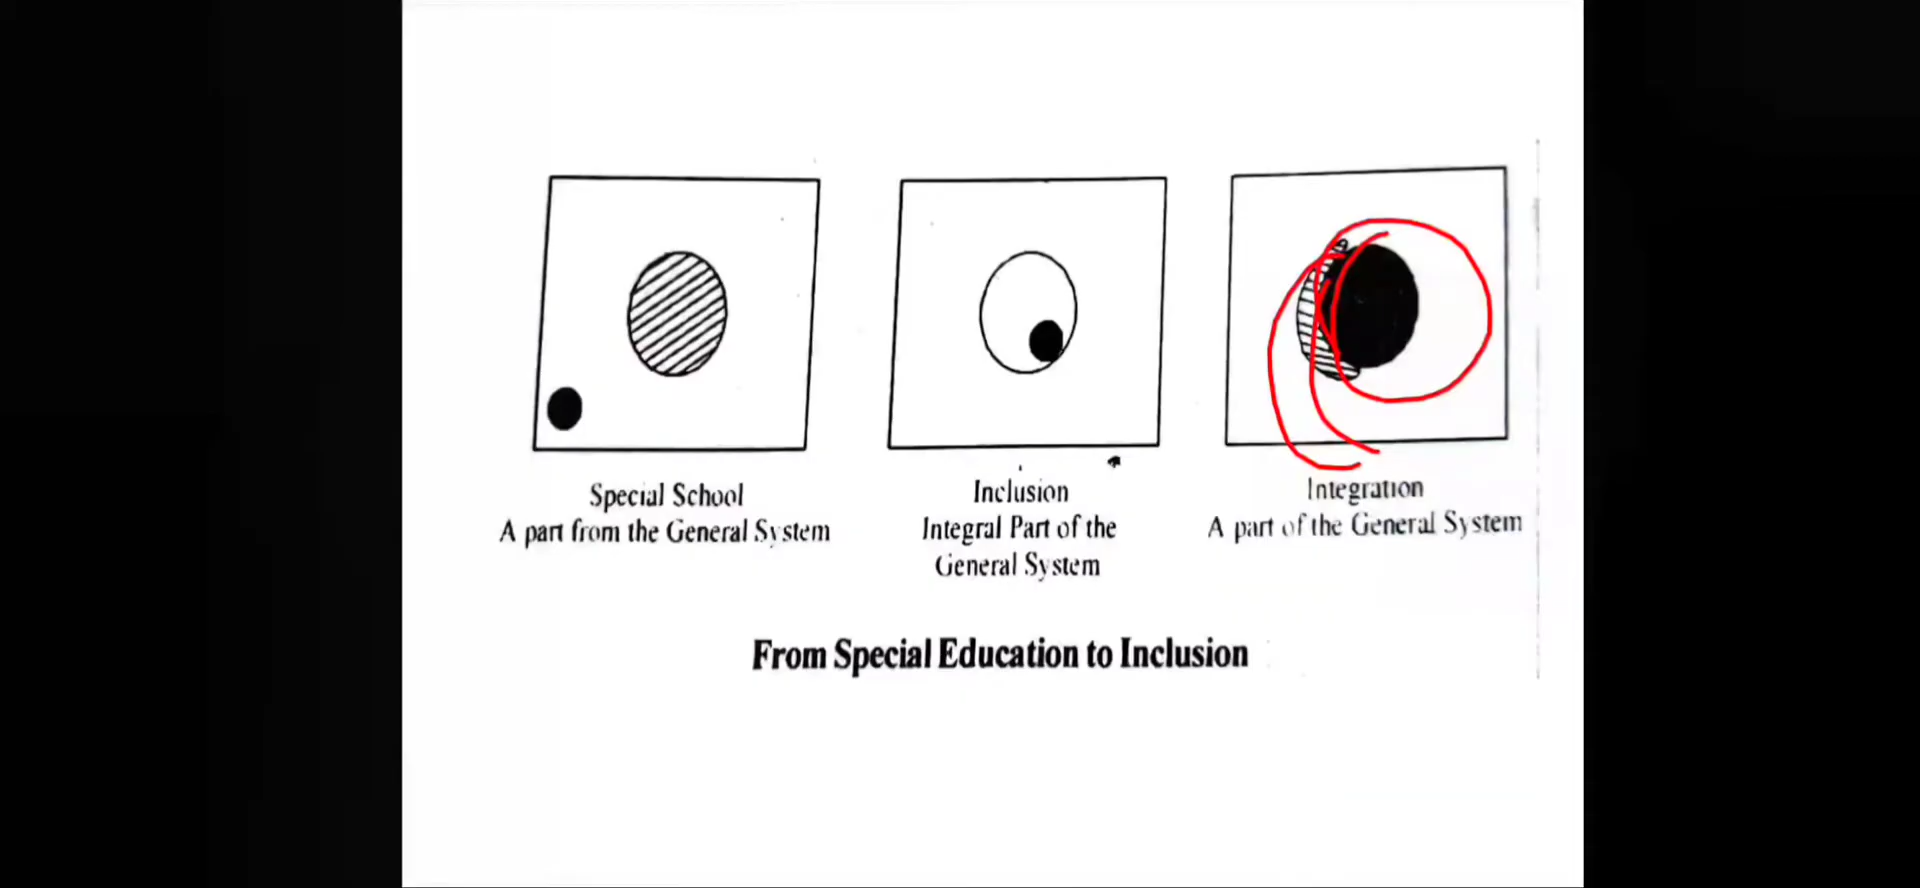 Special School
A part from the General System
Inclusion
Integral Part of the
General System
Integration
A part of the General System
From Special Education to Inclusion